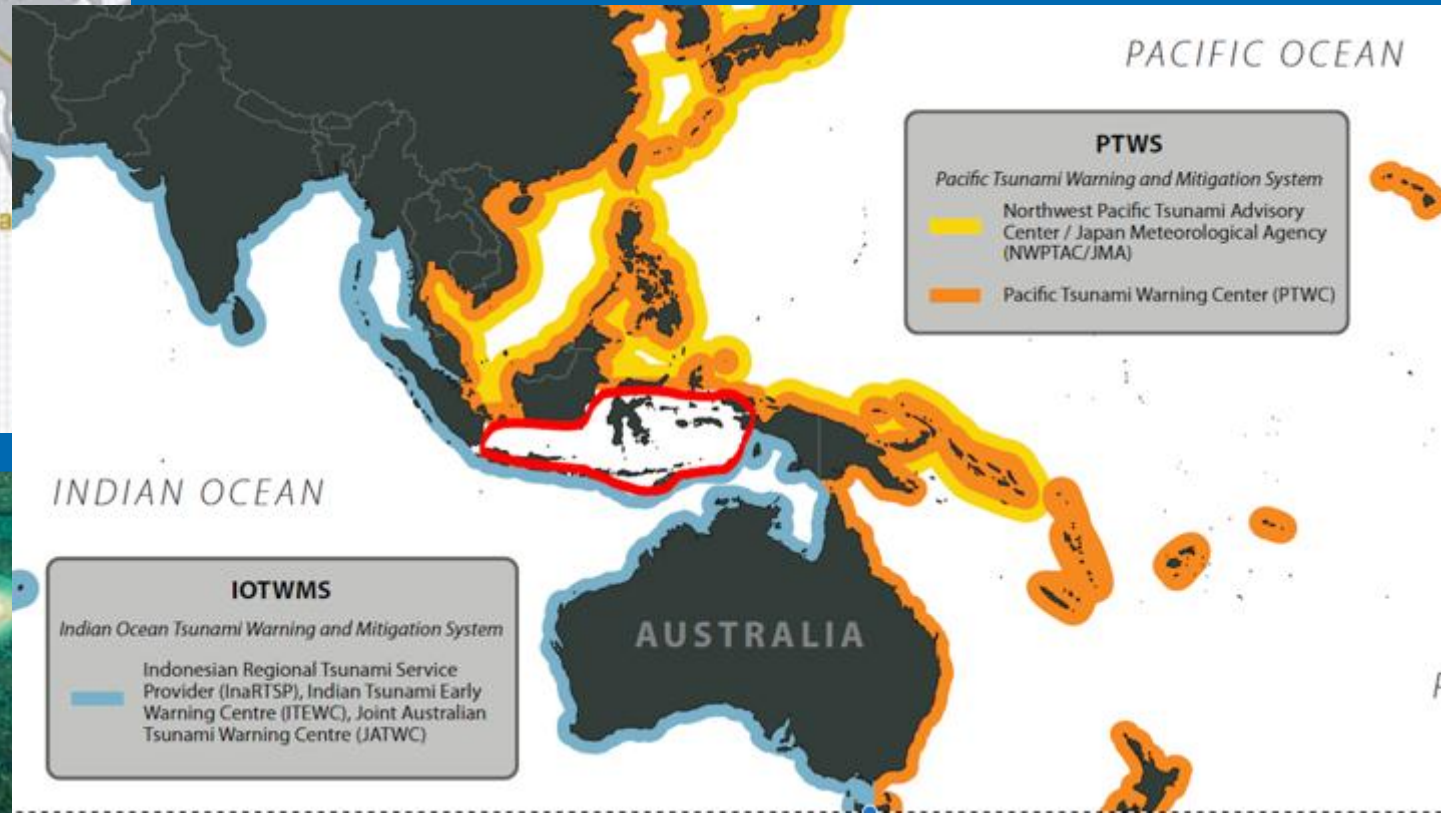 PACIFIC OCEAN
PTWS
Pacific Tsunami Warning and Mitigation System
Northwest Pacific Tsunami Advisory
Center / Japan Meteorological Agency
(NWPTAC/JMA)
Pacific Tsunami Warning Center (PTWC)
INDIAN OCEAN
IOTWMS
Indian Ocean Tsunami Warning and Mitigation System
Indonesian Regional Tsunami Service
Provider (InaRTSP), Indian Tsunami Early
Warning Centre (ITEWC), Joint Australian
Tsunami Warning Centre (JATWC)
AUSTRALIA